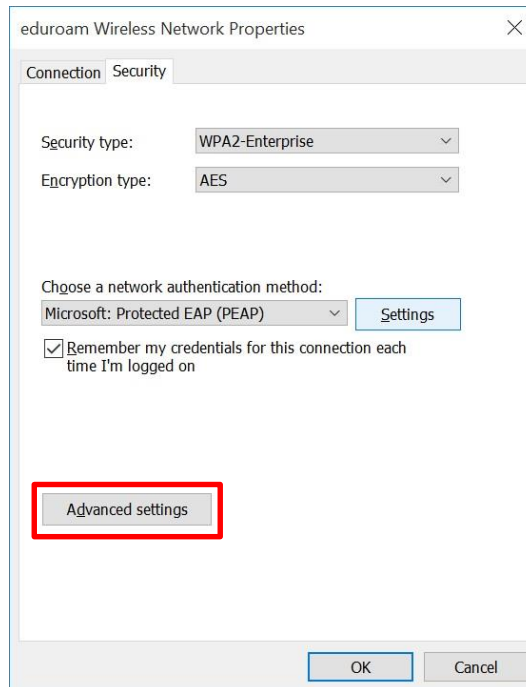 eduroam Wireless Network Properties
Connection Security
Security type: WPA2-Enterprise
Encryption type: AES
Choose a network authentication method:
Microsoft: Protected EAP (PEAP) Settings
Remember my credentials for this connection each
time I'm logged on
Advanced settings
OK Cancel